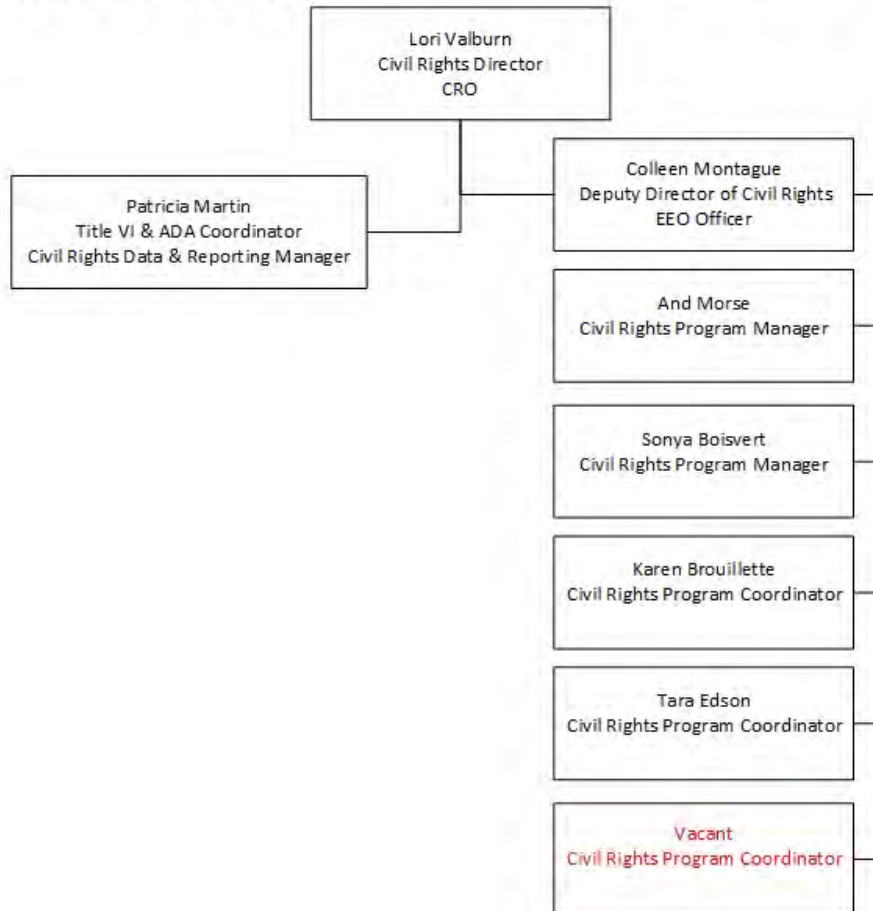 Lori Valburn
Civil Rights Director
CRO
Colleen Montague
Deputy Director of Civil Rights
EEO Officer
Patricia Martin
Title VI & ADA Coordinator
Civil Rights Data & Reporting Manager
And Morse
Civil Rights Program Manager
Sonya Boisvert
Civil Rights Program Manager
Karen Brouillette
Civil Rights Program Coordinator
Tara Edson
Civil Rights Program Coordinator
Vacant
Civil Rights Program Coordinator